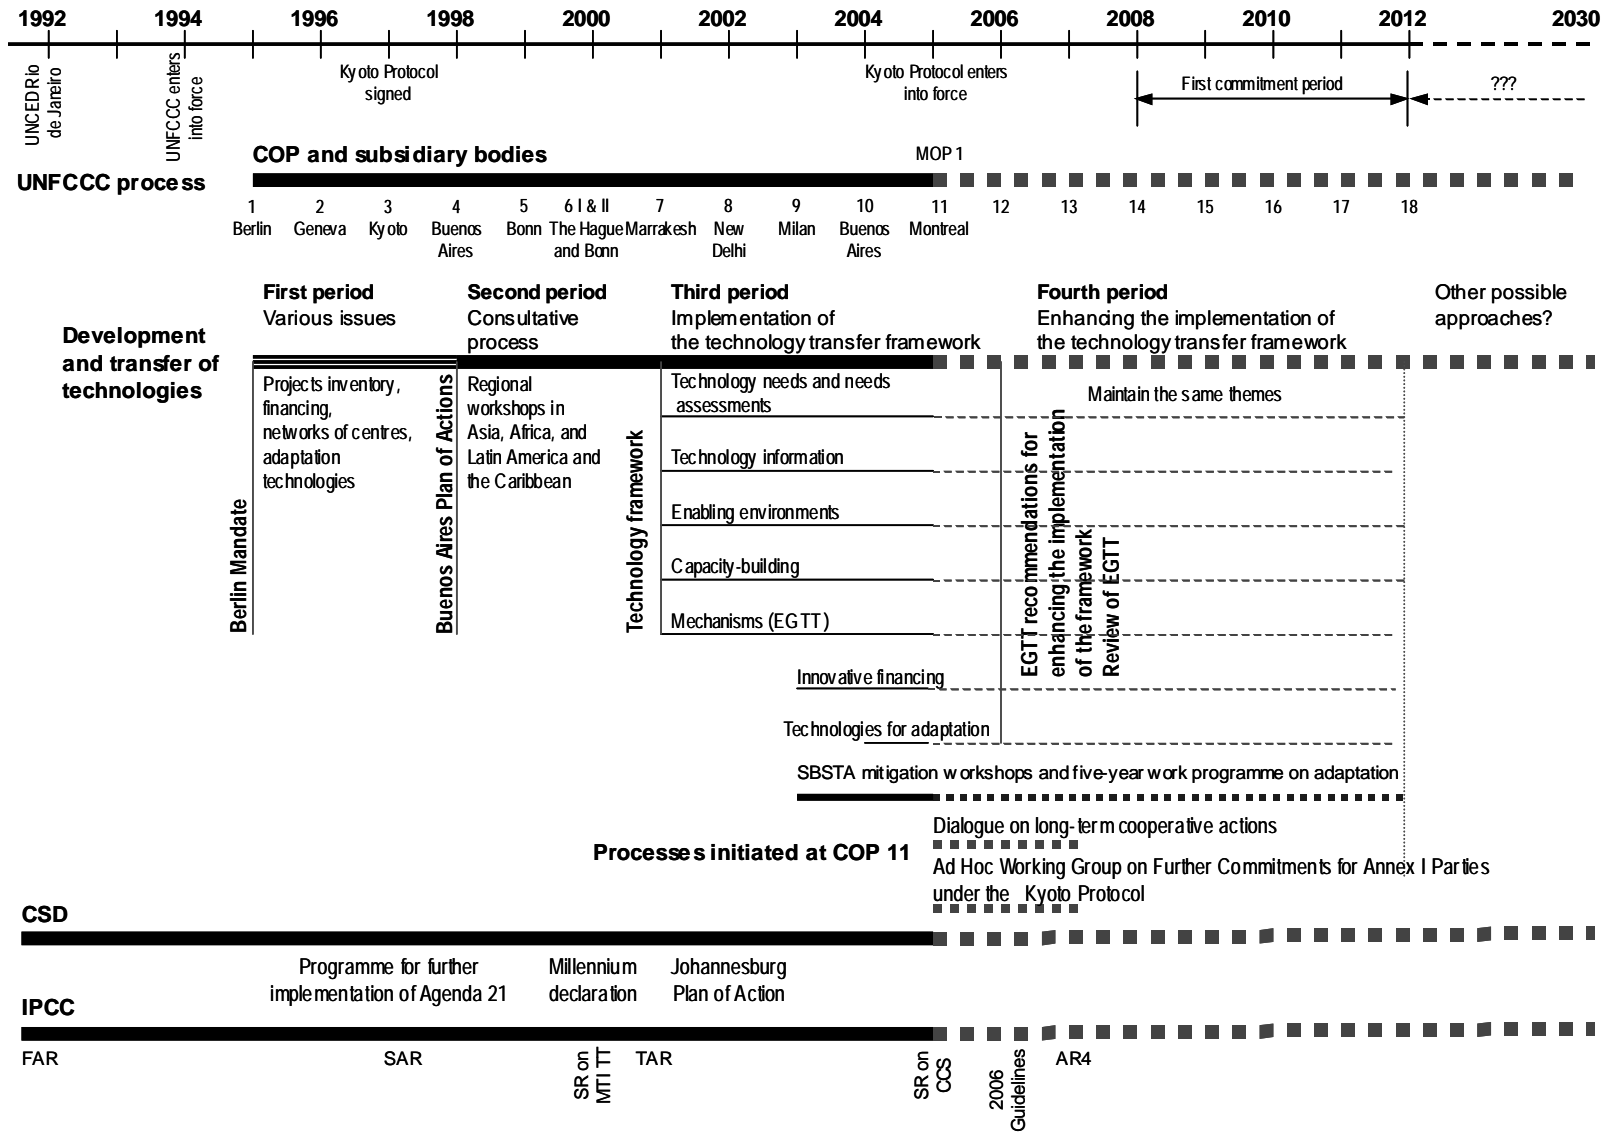 1992 1994 1996 1998 2000 2002 2004 2006 2008 2010 2012 2030
UNCED Rio
de Janeiro
UNFCCC enters
into force
Kyoto Protocol
signed
Kyoto Protocol enters
into force
First commitment period
???
COP and subsidiary bodies
MOP 1
UNFCCC process
1 2 3 4 5 6 I & II 7 8 9 10 11 12 13 14 15 16 17 18
Berlin Geneva Kyoto Buenos Bonn The Hague Marrakesh New Milan Buenos Montreal
Aires and Bonn Delhi Aires
First period
Various issues
Second period
Consultative
process
Third period
Implementation of
the technology transfer framework
Fourth period
Enhancing the implementation of
the technology transfer framework
Other possible
approaches?
Development
and transfer of
technologies
Berlin Mandate
Projects inventory,
financing,
networks of centres,
adaptation
technologies
Buenos Aires Plan of Actions
Regional
workshops in
Asia, Africa, and
Latin America and
the Caribbean
Technology framework
Technology needs and needs
assessments
Technology information
Enabling environments
Capacity-building
Mechanisms (EGTT)
Innovative financing
Technologies for adaptation
Maintain the same themes
EGTT recommendations for
enhancing the implementation
of the framework
Review of EGTT
SBSTA mitigation workshops and five-year work programme on adaptation
Processes initiated at COP 11
Dialogue on long-term cooperative actions
Ad Hoc Working Group on Further Commitments for Annex I Parties
under the Kyoto Protocol
CSD
Programme for further
implementation of Agenda 21
Millennium
declaration
Johannesburg
Plan of Action
IPCC
FAR
SAR
SR on
MTI TT
TAR
SR on
CCS
2006
Guidelines
AR4